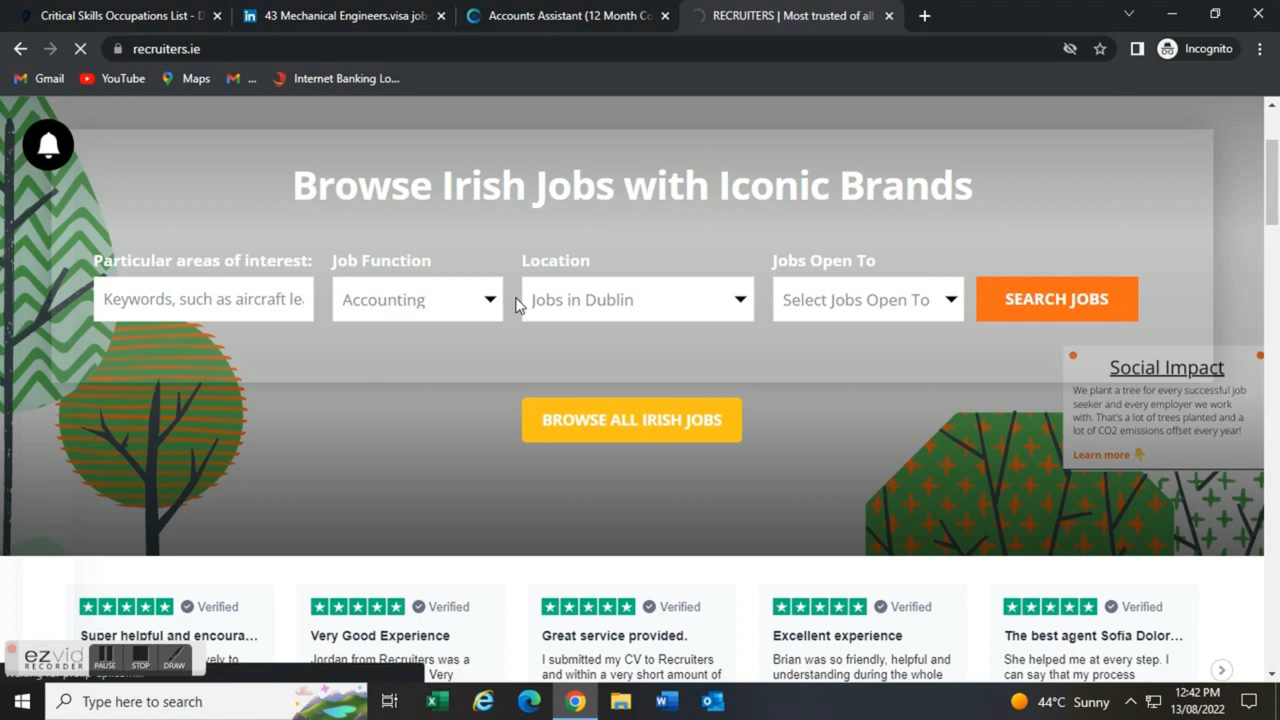 Critical Skills Occupations List - D
43 Mechanical Engineers.visa jol
Accounts Assistant (12 Month Co
RECRUITERS | Most trusted of all
recruiters.ie
Incognito
Gmail
YouTube
Maps
...
Internet Banking Lo...
Browse Irish Jobs with Iconic Brands
Particular areas of interest:
Job Function
Location
Jobs Open To
Keywords, such as aircraft le
Accounting
Jobs in Dublin
Select Jobs Open To
SEARCH JOBS
Social Impact
We plant a tree for every successful job
seeker and every employer we work
with. That's a lot of trees planted and a
lot of CO2 emissions offset every year!
Learn more
BROWSE ALL IRISH JOBS
Verified
Verified
Verified
Verified
Verified
Super helpful and encoura...
Very Good Experience
Great service provided.
Excellent experience
The best agent Sofia Dolor...
Jordan from Recruiters was a
Very
I submitted my CV to Recruiters
and within a very short amount of
Brian was so friendly, helpful and
understanding during the whole
She helped me at every step. I
can say that my process
ezvid
RECORDER
PAUSE
STOP
DRAW
Type here to search
44°C Sunny
12:42 PM
13/08/2022